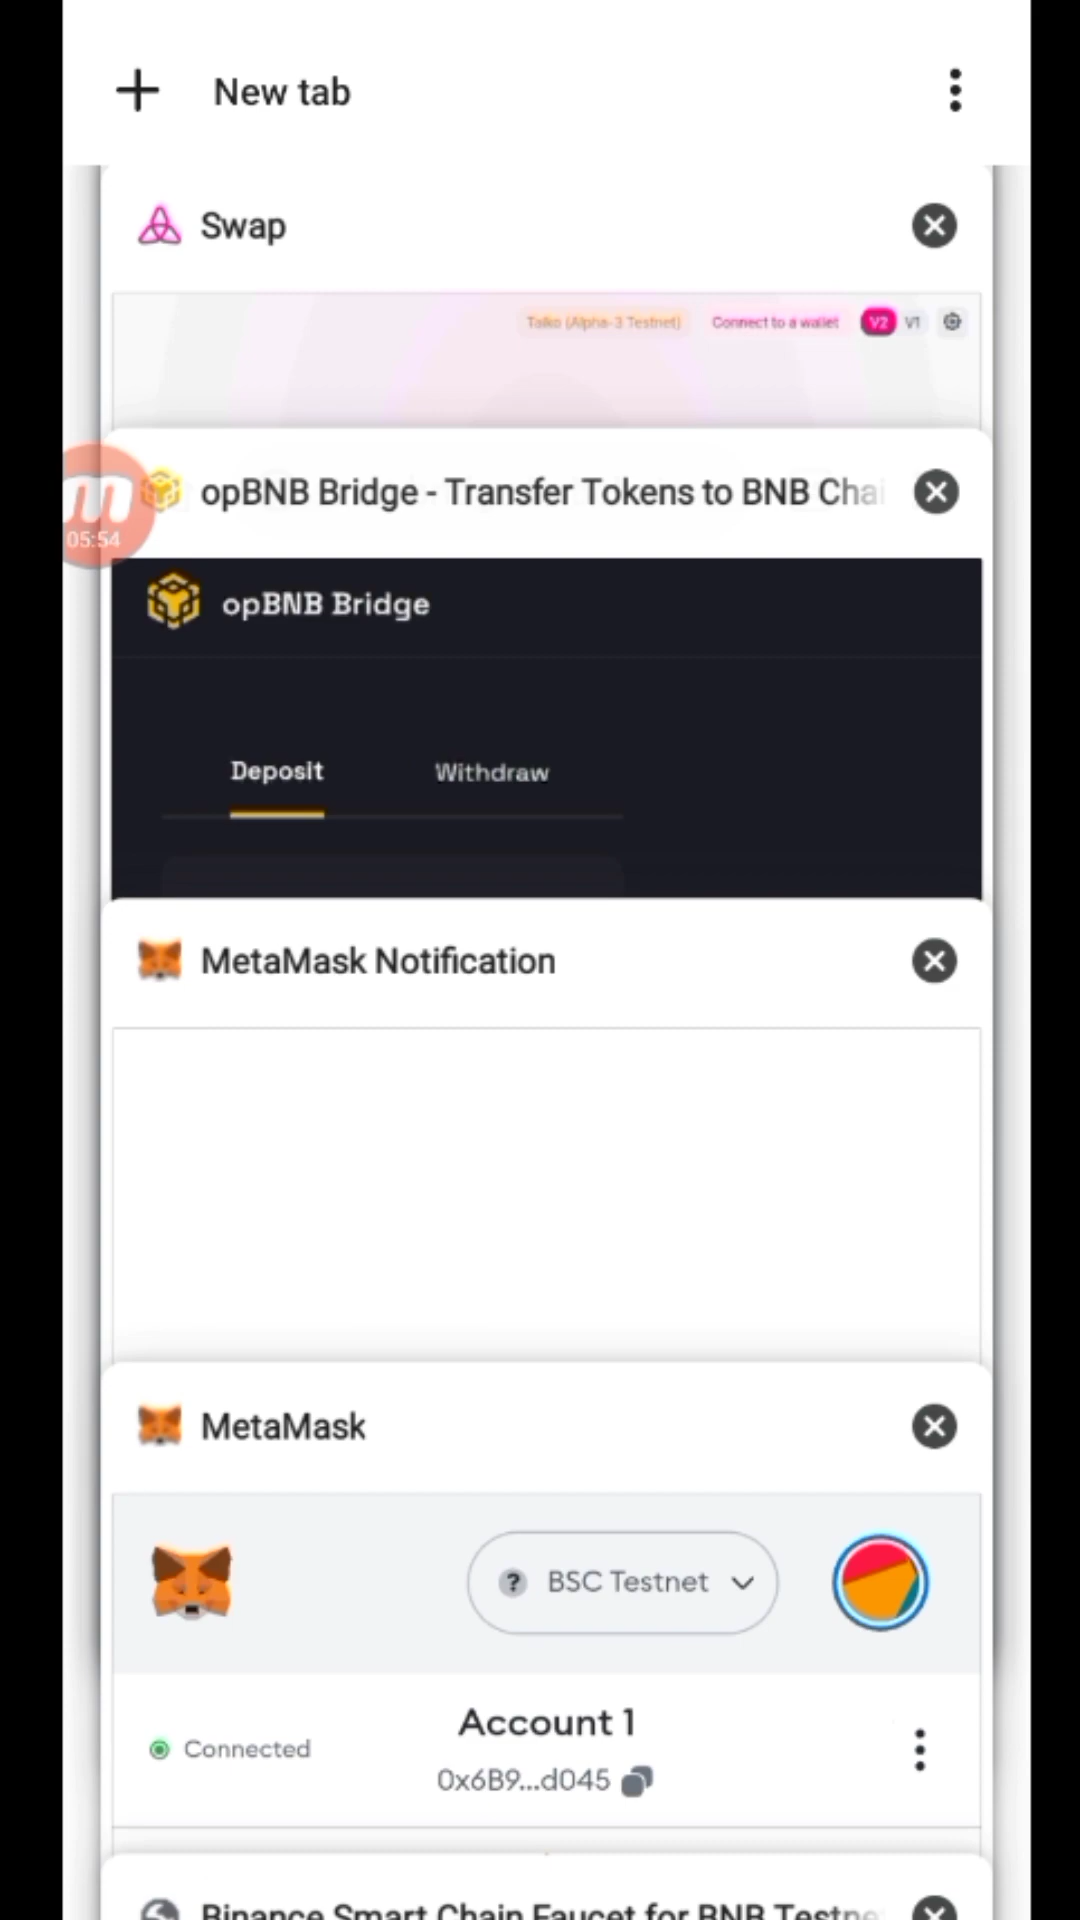 New tab
Swap
Taiko (Alpha-3 Testnet) Connect to a wallet V2 V1
opBNB Bridge - Transfer Tokens to BNB Chai
05:54
opBNB Bridge
Deposit Withdraw
MetaMask Notification
MetaMask
? BSC Testnet
Account 1
Connected
0x6B9...d045
Binance Smart Chain Faucet for BNB Testne